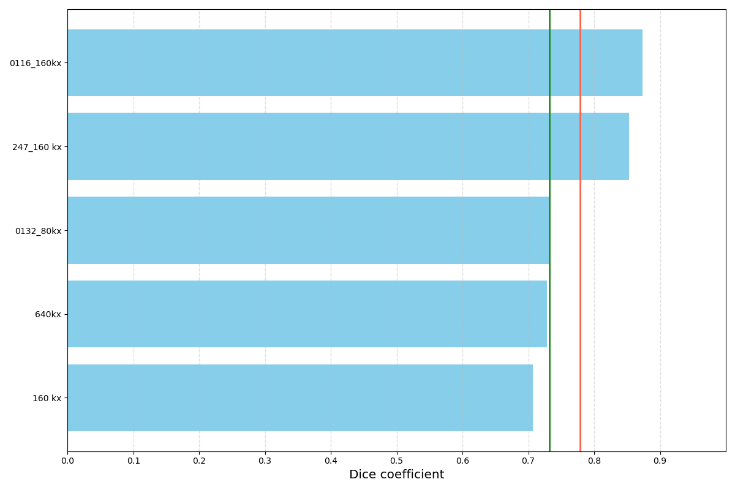 0116_160kx
247_160 kx
0132_80kx
640kx
160 kx
0.0 0.1 0.2 0.3 0.4 0.5 0.6 0.7 0.8 0.9
Dice coefficient